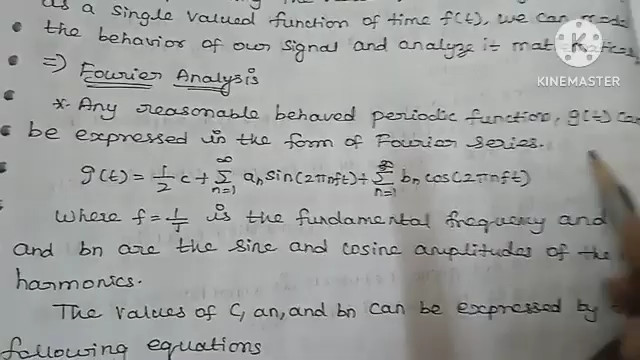 as a single valued function of time f(t), we can
the behavior of our signal and analyze it
=> Fourier Analysis
KINEMASTER
* Any reasonable behaved periodic function, g(t) can
be expressed in the form of Fourier series.
g(t) = 1/2 c + ∞Σn=1 an sin(2πnft) + ∞Σn=1 bn cos(2πnft)
Where f = 1/T is the fundamental frequency and
and bn are the sine and cosine amplitudes of the
harmonics.
The values of C, an, and bn can be expressed by
following equations